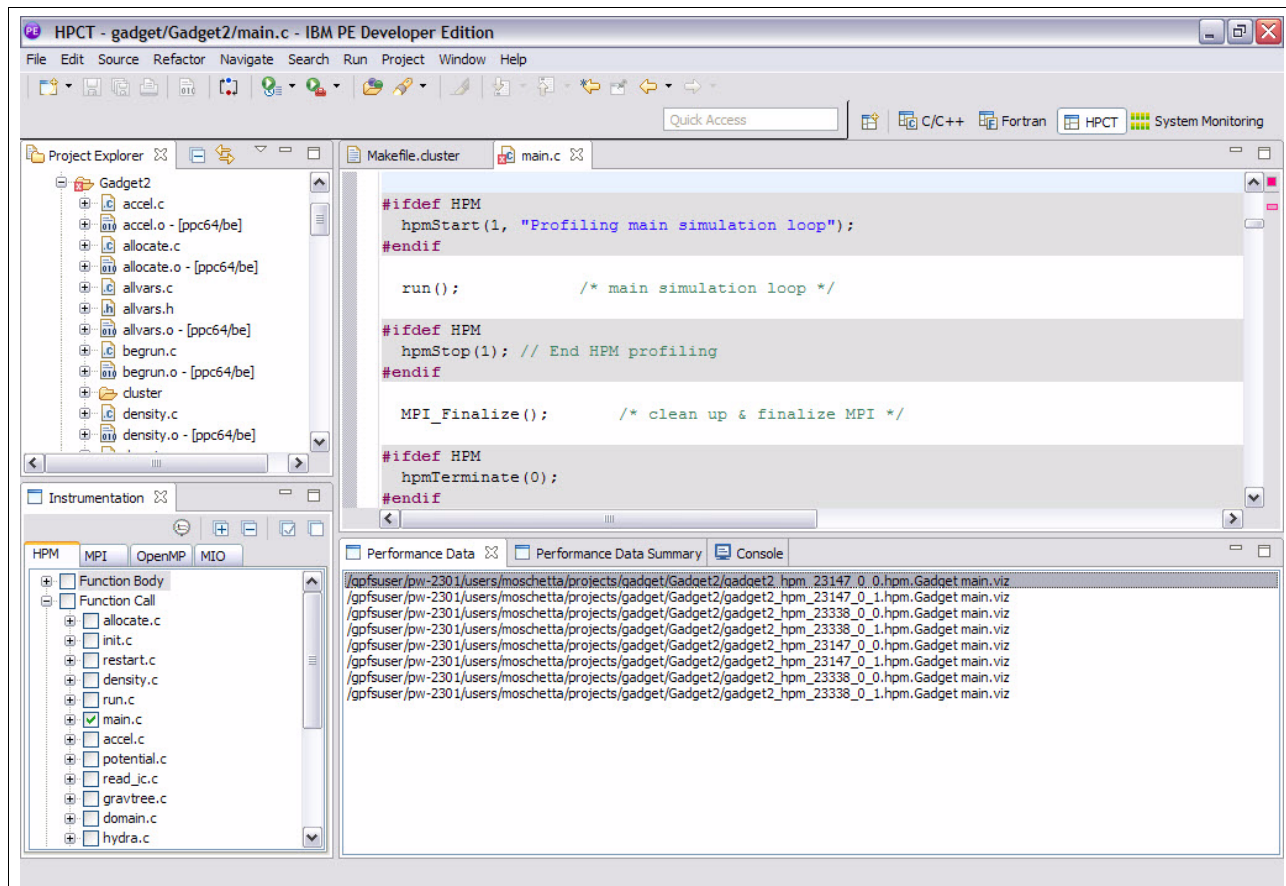 PE HPCT - gadget/Gadget2/main.c - IBM PE Developer Edition
File Edit Source Refactor Navigate Search Run Project Window Help
Quick Access
C/C++ Fortran HPCT System Monitoring
Project Explorer
Gadget2
accel.c
accel.o - [ppc64/be]
allocate.c
allocate.o - [ppc64/be]
allvars.c
allvars.h
allvars.o - [ppc64/be]
begrun.c
begrun.o - [ppc64/be]
cluster
density.c
density.o - [ppc64/be]
Makefile.cluster main.c
#ifdef HPM
hpmStart(1, "Profiling main simulation loop");
#endif
run(); /* main simulation loop */
#ifdef HPM
hpmStop(1); // End HPM profiling
#endif
MPI_Finalize(); /* clean up & finalize MPI */
#ifdef HPM
hpmTerminate(0);
#endif
Instrumentation
HPM MPI OpenMP MIO
Function Body
Function Call
allocate.c
init.c
restart.c
density.c
run.c
main.c
accel.c
potential.c
read_ic.c
gravtree.c
domain.c
hydra.c
Performance Data Performance Data Summary Console
/gpfsuser/pw-2301/users/moschetta/projects/gadget/Gadget2/gadget2_hpm_23147_0_0.hpm.Gadget main.viz
/gpfsuser/pw-2301/users/moschetta/projects/gadget/Gadget2/gadget2_hpm_23147_0_1.hpm.Gadget main.viz
/gpfsuser/pw-2301/users/moschetta/projects/gadget/Gadget2/gadget2_hpm_23338_0_0.hpm.Gadget main.viz
/gpfsuser/pw-2301/users/moschetta/projects/gadget/Gadget2/gadget2_hpm_23338_0_1.hpm.Gadget main.viz
/gpfsuser/pw-2301/users/moschetta/projects/gadget/Gadget2/gadget2_hpm_23147_0_0.hpm.Gadget main.viz
/gpfsuser/pw-2301/users/moschetta/projects/gadget/Gadget2/gadget2_hpm_23147_0_1.hpm.Gadget main.viz
/gpfsuser/pw-2301/users/moschetta/projects/gadget/Gadget2/gadget2_hpm_23338_0_0.hpm.Gadget main.viz
/gpfsuser/pw-2301/users/moschetta/projects/gadget/Gadget2/gadget2_hpm_23338_0_1.hpm.Gadget main.viz